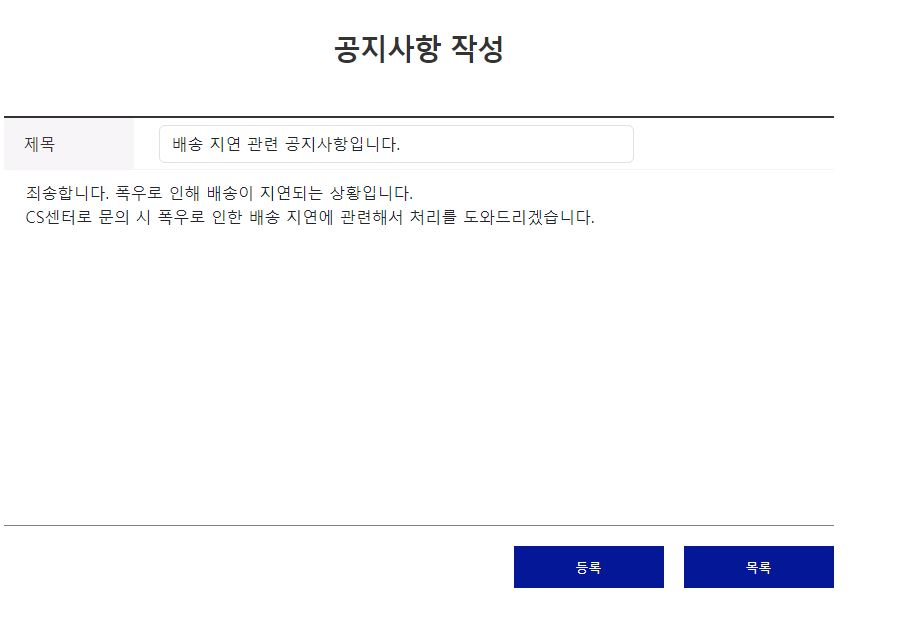 공지사항 작성
제목
배송 지연 관련 공지사항입니다.
죄송합니다. 폭우로 인해 배송이 지연되는 상황입니다.
CS센터로 문의 시 폭우로 인한 배송 지연에 관련해서 처리를 도와드리겠습니다.
등록
목록